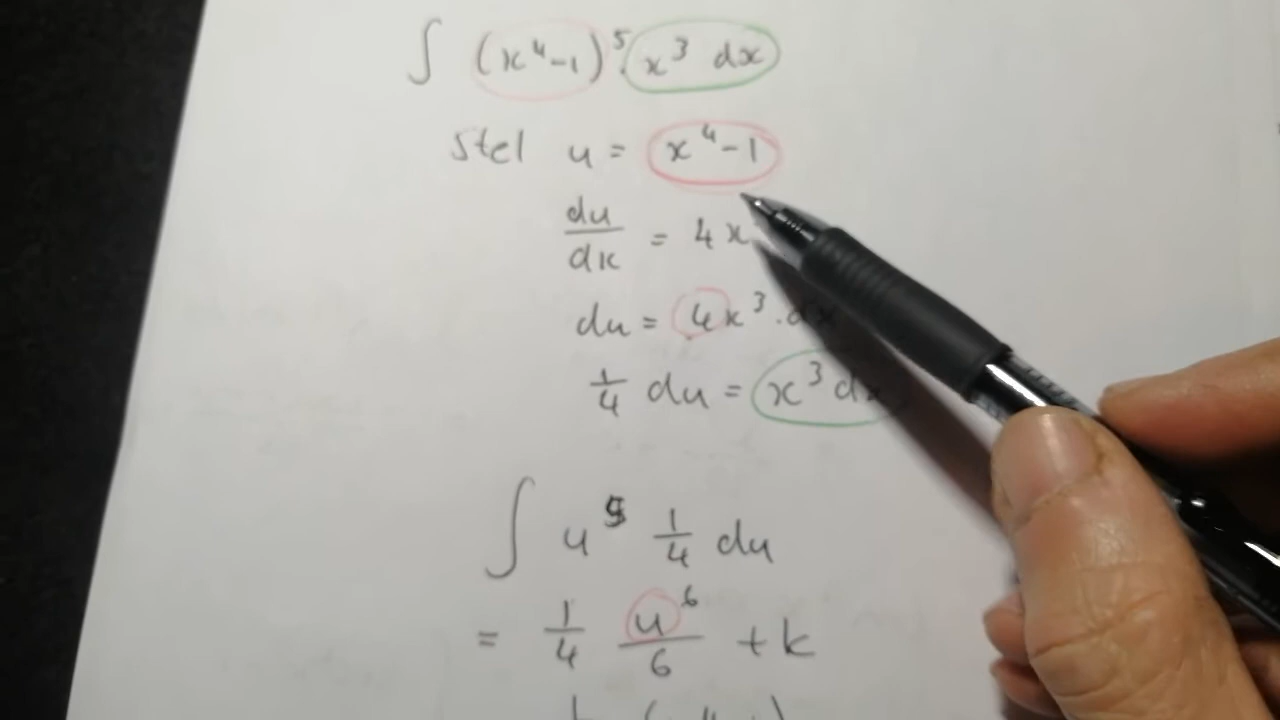 ∫ (x⁴-1)⁵. x³ dx
stel u = x⁴-1
du/dx = 4x
du = 4x³.dx
1/4 du = x³ dx
∫ u⁵ 1/4 du
= 1/4 u⁶/6 + k